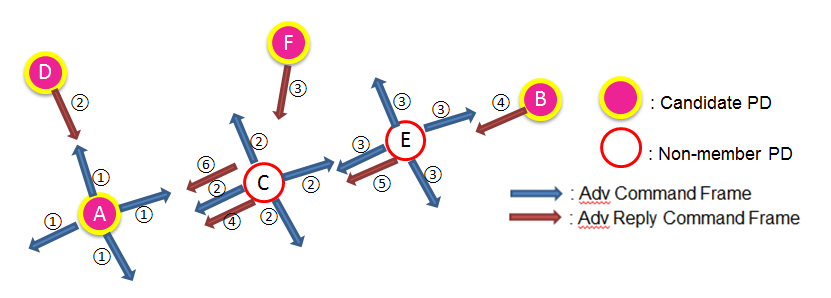 F
③
D
②
③
③
④
B
: Candidate PD
②
③
E
: Non-member PD
⑥
①
②
C
②
⑤
③
: Adv Command Frame
①
A
①
④
②
: Adv Reply Command Frame
①